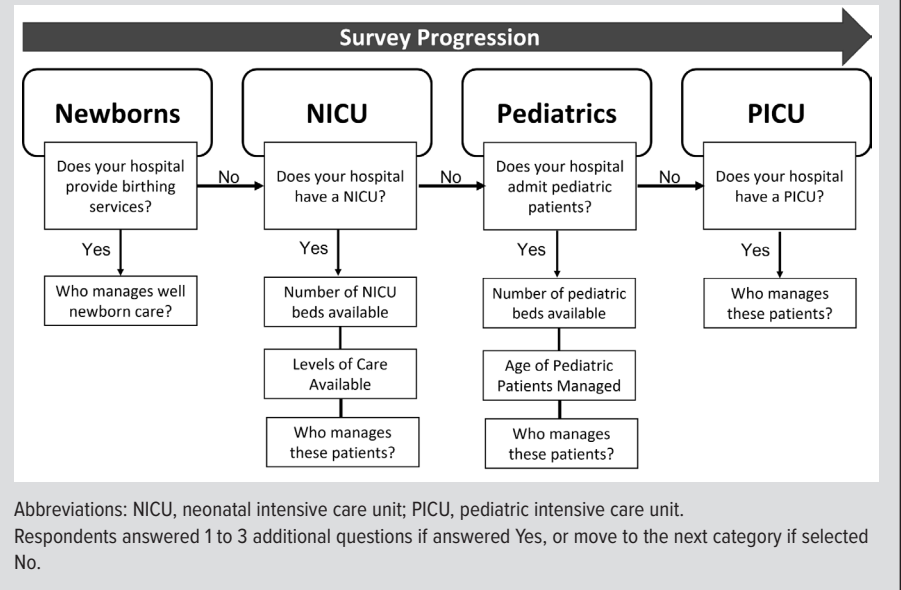 Survey Progression
Newborns
Does your hospital
provide birthing
services?
No
Yes
Who manages well
newborn care?
NICU
Does your hospital
have a NICU?
No
Yes
Number of NICU
beds available
Levels of Care
Available
Who manages
these patients?
Pediatrics
Does your hospital
admit pediatric
patients?
No
Yes
Number of pediatric
beds available
Age of Pediatric
Patients Managed
Who manages
these patients?
PICU
Does your hospital
have a PICU?
Yes
Who manages
these patients?
Abbreviations: NICU, neonatal intensive care unit; PICU, pediatric intensive care unit.
Respondents answered 1 to 3 additional questions if answered Yes, or move to the next category if selected
No.